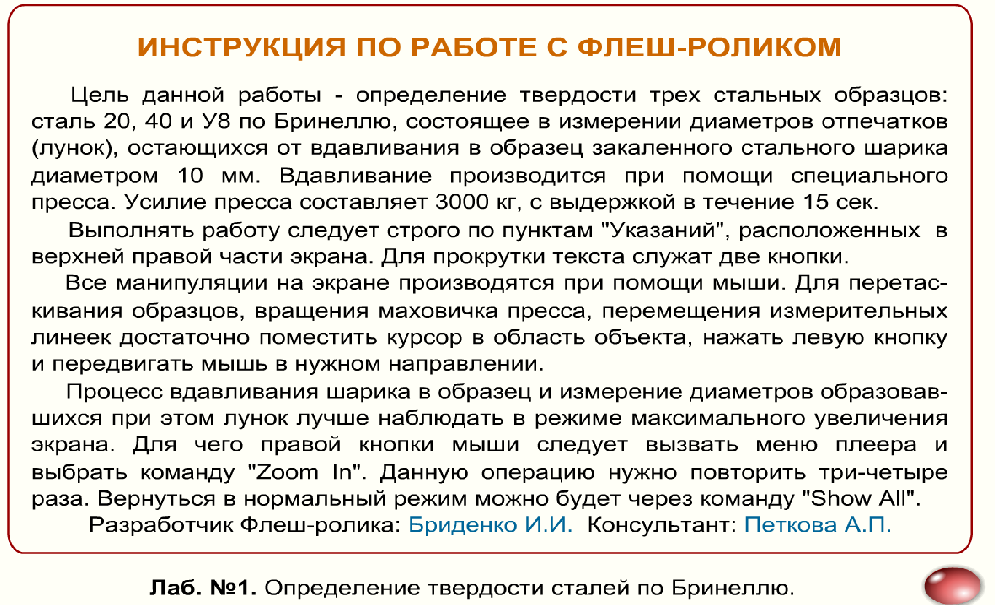 ИНСТРУКЦИЯ ПО РАБОТЕ С ФЛЕШ-РОЛИКОМ
Цель данной работы - определение твердости трех стальных образцов:
сталь 20, 40 и У8 по Бринеллю, состоящее в измерении диаметров отпечатков
(лунок), остающихся от вдавливания в образец закаленного стального шарика
диаметром 10 мм. Вдавливание производится при помощи специального
пресса. Усилие пресса составляет 3000 кг, с выдержкой в течение 15 сек.
Выполнять работу следует строго по пунктам "Указаний", расположенных в
верхней правой части экрана. Для прокрутки текста служат две кнопки.
Все манипуляции на экране производятся при помощи мыши. Для перетас-
кивания образцов, вращения маховичка пресса, перемещения измерительных
линеек достаточно поместить курсор в область объекта, нажать левую кнопку
и передвигать мышь в нужном направлении.
Процесс вдавливания шарика в образец и измерение диаметров образовав-
шихся при этом лунок лучше наблюдать в режиме максимального увеличения
экрана. Для чего правой кнопки мыши следует вызвать меню плеера и
выбрать команду "Zoom In". Данную операцию нужно повторить три-четыре
раза. Вернуться в нормальный режим можно будет через команду "Show All".
Разработчик Флеш-ролика: Бриденко И.И. Консультант: Петкова А.П.
Лаб. №1. Определение твердости сталей по Бринеллю.